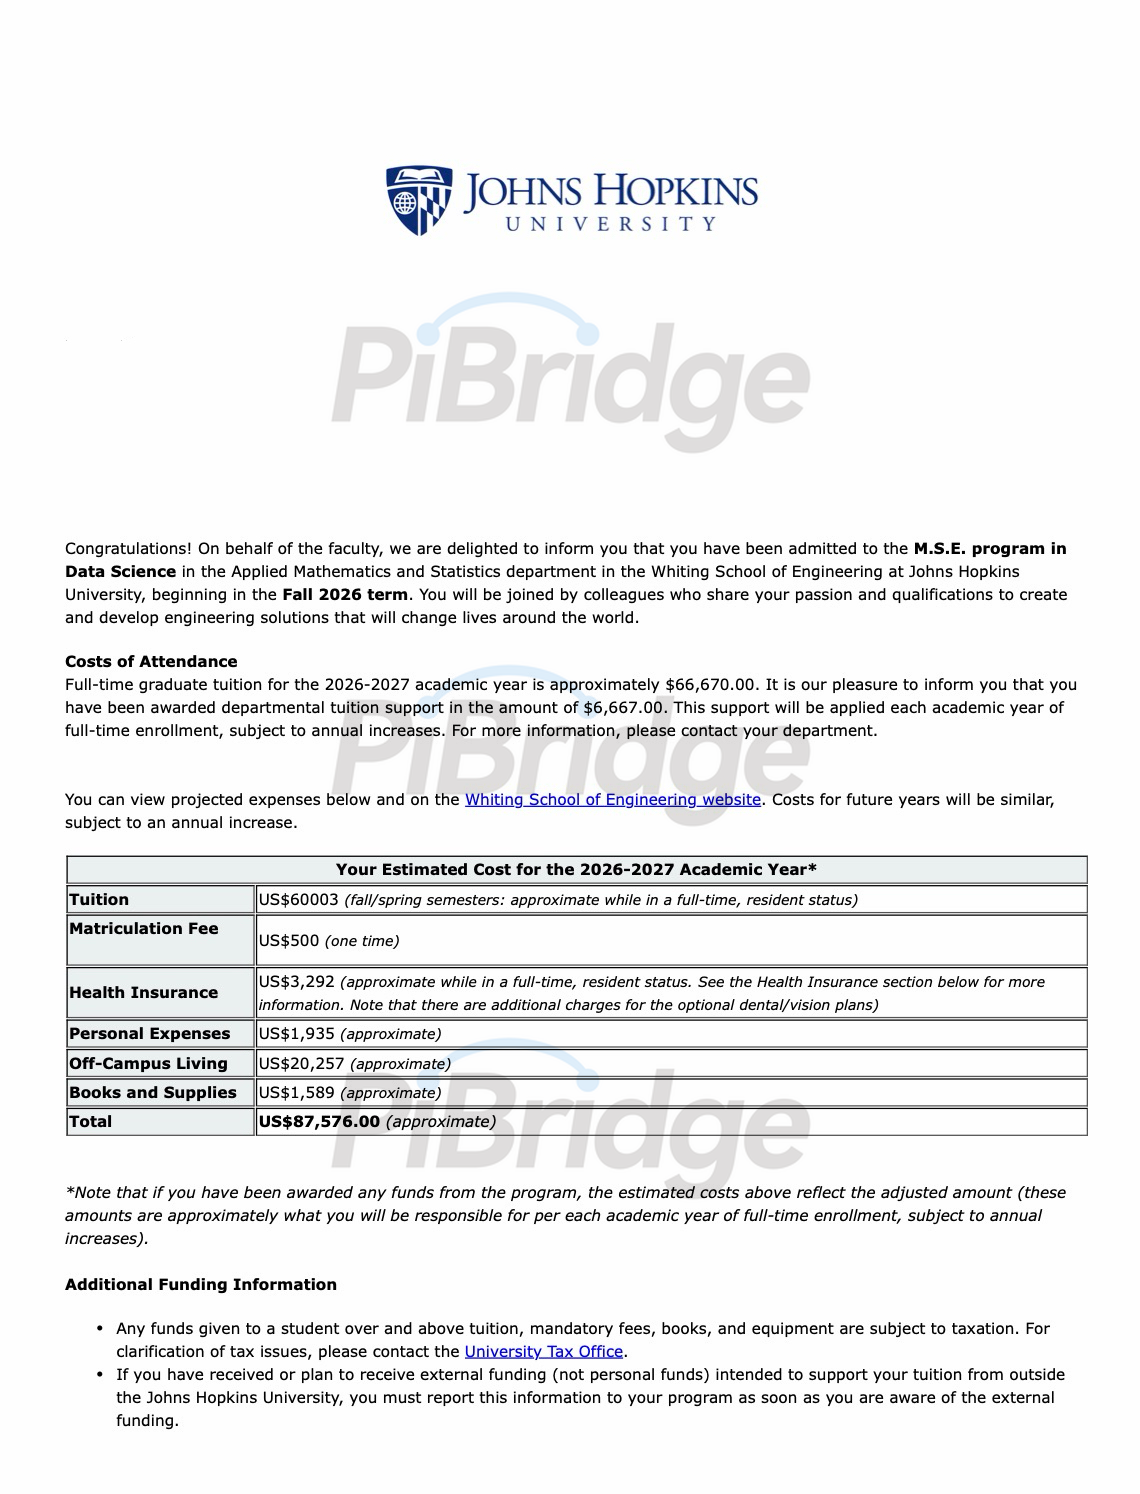 JOHNS HOPKINS
UNIVERSITY
PiBridge
Congratulations! On behalf of the faculty, we are delighted to inform you that you have been admitted to the M.S.E. program in
Data Science in the Applied Mathematics and Statistics department in the Whiting School of Engineering at Johns Hopkins
University, beginning in the Fall 2026 term. You will be joined by colleagues who share your passion and qualifications to create
and develop engineering solutions that will change lives around the world.
Costs of Attendance
Full-time graduate tuition for the 2026-2027 academic year is approximately $66,670.00. It is our pleasure to inform you that you
have been awarded departmental tuition support in the amount of $6,667.00. This support will be applied each academic year of
full-time enrollment, subject to annual increases. For more information, please contact your department.
PiBridge
You can view projected expenses below and on the Whiting School of Engineering website. Costs for future years will be similar,
subject to an annual increase.
Your Estimated Cost for the 2026-2027 Academic Year*
Tuition US$60003 (fall/spring semesters: approximate while in a full-time, resident status)
Matriculation Fee US$500 (one time)
Health Insurance US$3,292 (approximate while in a full-time, resident status. See the Health Insurance section below for more
information. Note that there are additional charges for the optional dental/vision plans)
Personal Expenses US$1,935 (approximate)
Off-Campus Living US$20,257 (approximate)
Books and Supplies US$1,589 (approximate)
Total US$87,576.00 (approximate)
PiBridge
*Note that if you have been awarded any funds from the program, the estimated costs above reflect the adjusted amount (these
amounts are approximately what you will be responsible for per each academic year of full-time enrollment, subject to annual
increases).
Additional Funding Information
• Any funds given to a student over and above tuition, mandatory fees, books, and equipment are subject to taxation. For
clarification of tax issues, please contact the University Tax Office.
• If you have received or plan to receive external funding (not personal funds) intended to support your tuition from outside
the Johns Hopkins University, you must report this information to your program as soon as you are aware of the external
funding.